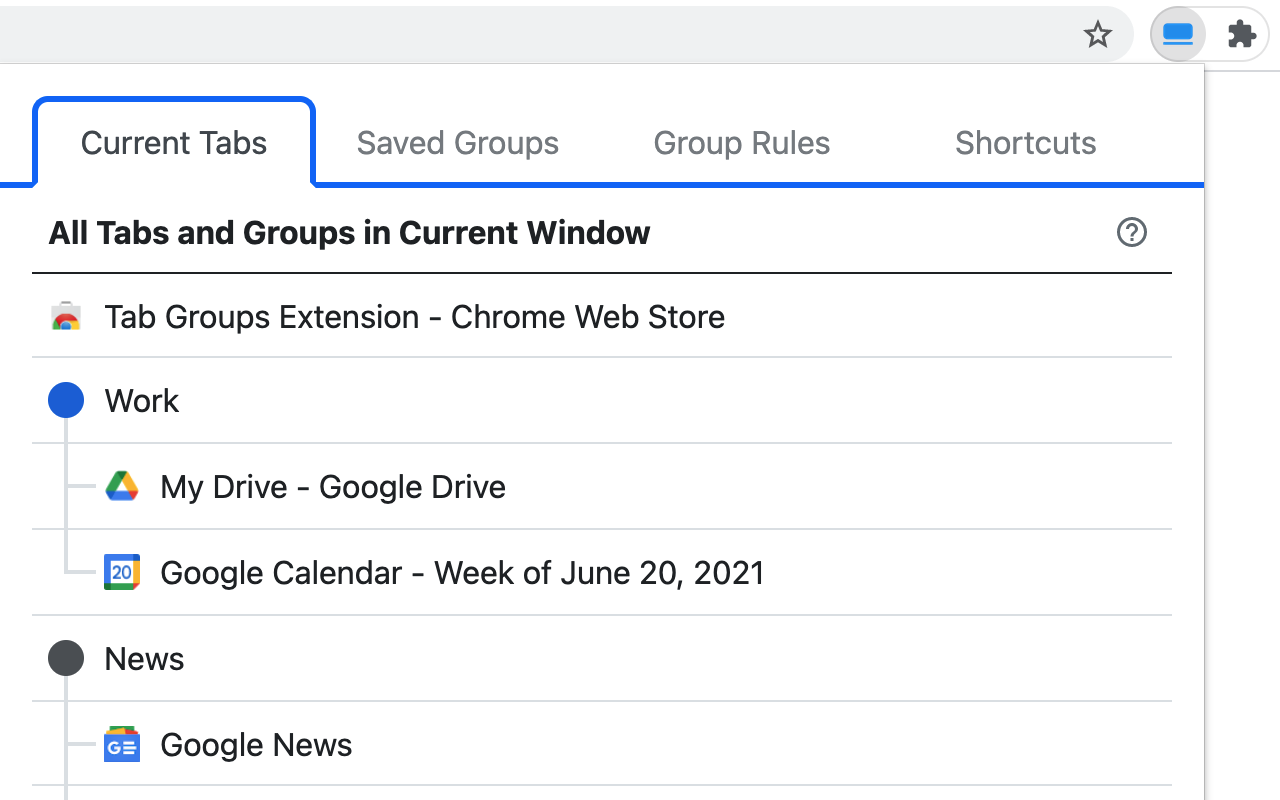 Current Tabs Saved Groups Group Rules Shortcuts
All Tabs and Groups in Current Window ?
Tab Groups Extension - Chrome Web Store
Work
My Drive - Google Drive
20 Google Calendar - Week of June 20, 2021
News
G Google News